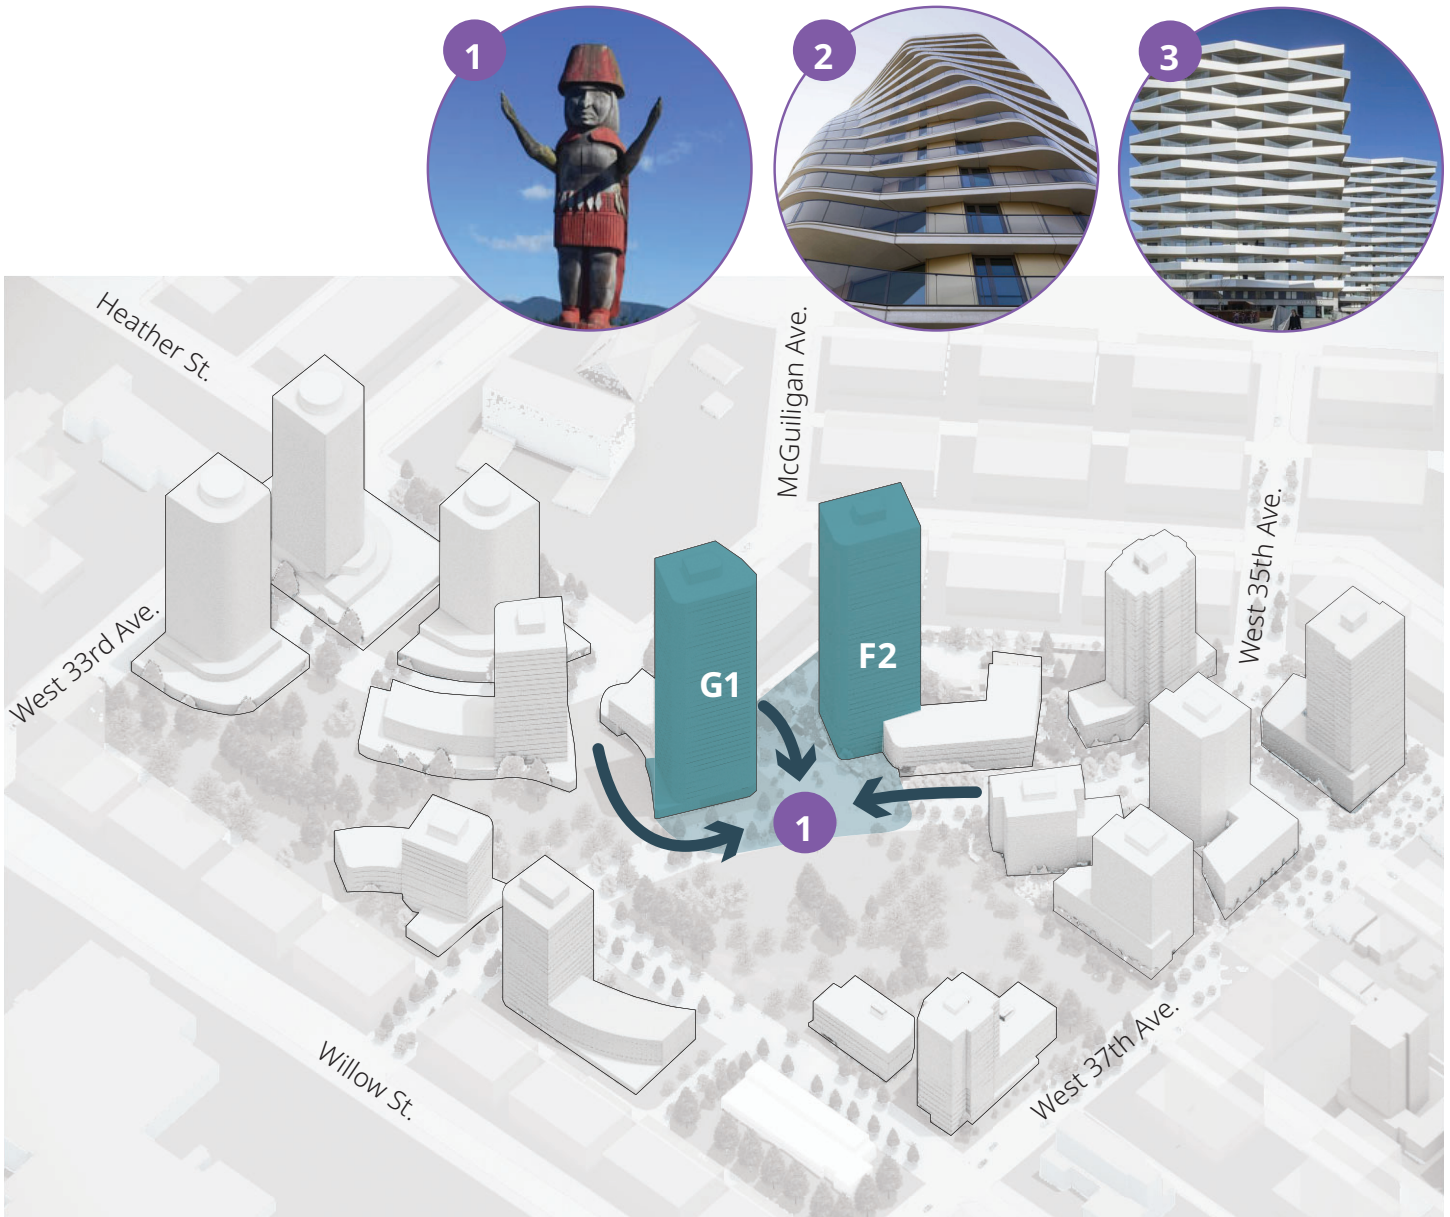 1
2
3
Heather St.
McGuiligan Ave.
West 35th Ave.
West 33rd Ave.
G1
F2
1
Willow St.
West 37th Ave.